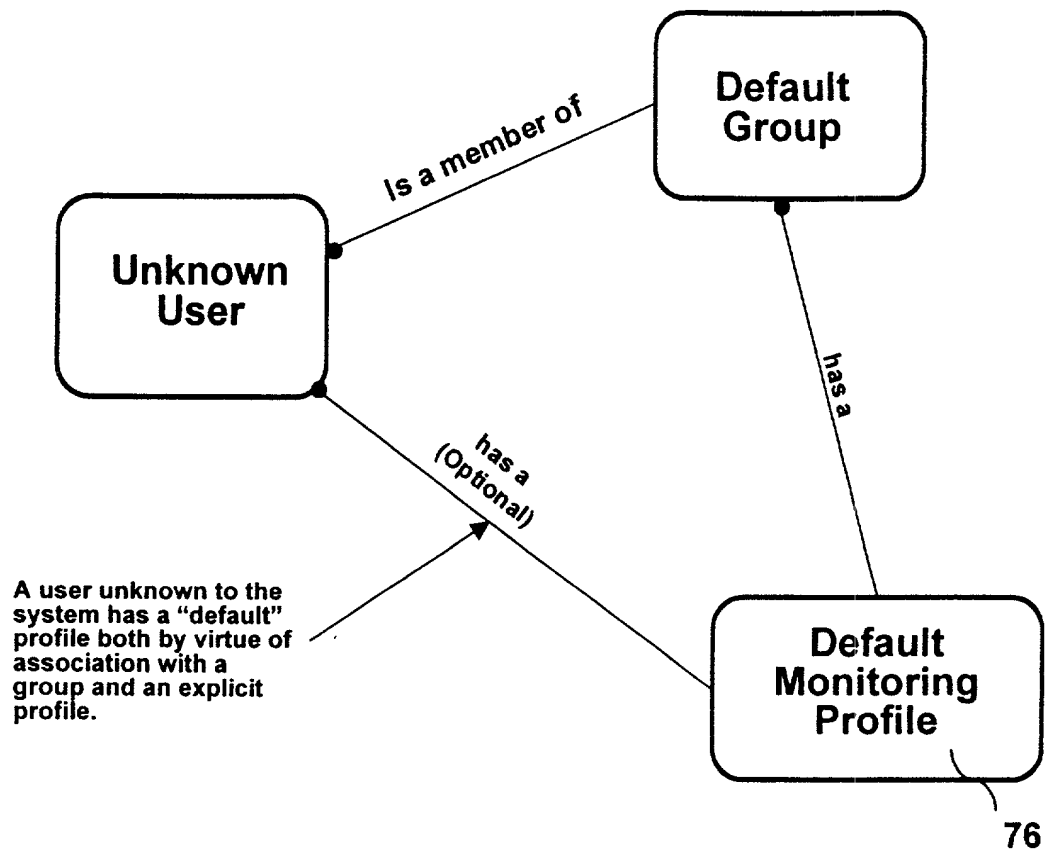 Default
Group
Is a member of
Unknown
User
has a
has a
(Optional)
A user unknown to the
system has a “default”
profile both by virtue of
association with a
group and an explicit
profile.
Default
Monitoring
Profile
76